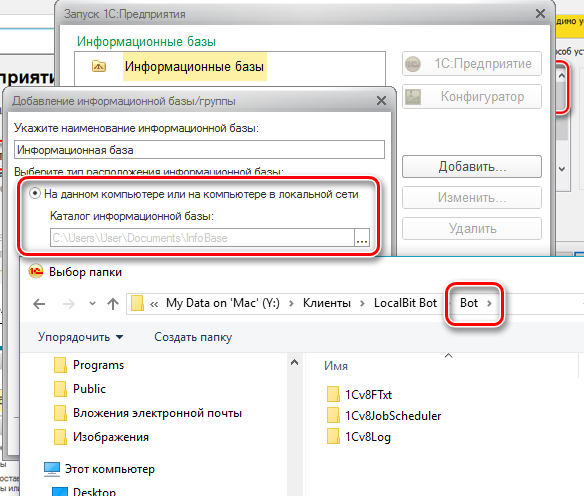 Запуск 1С:Предприятия
Информационные базы
Информационные базы
1С:Предприятие
Конфигуратор
Добавить...
Изменить...
Удалить
Добавление информационной базы/группы
Укажите наименование информационной базы:
Информационная база
Выберите тип расположения информационной базы:
На данном компьютере или на компьютере в локальной сети
Каталог информационной базы:
C:\Users\User\Documents\InfoBase
...
Выбор папки
« My Data on 'Mac' (Y:) > Клиенты > LocalBit Bot > Bot >
Упорядочить
Создать папку
Programs
Public
Вложения электронной почты
Изображения
Этот компьютер
Desktop
Имя
1Cv8FTxt
1Cv8JobScheduler
1Cv8Log